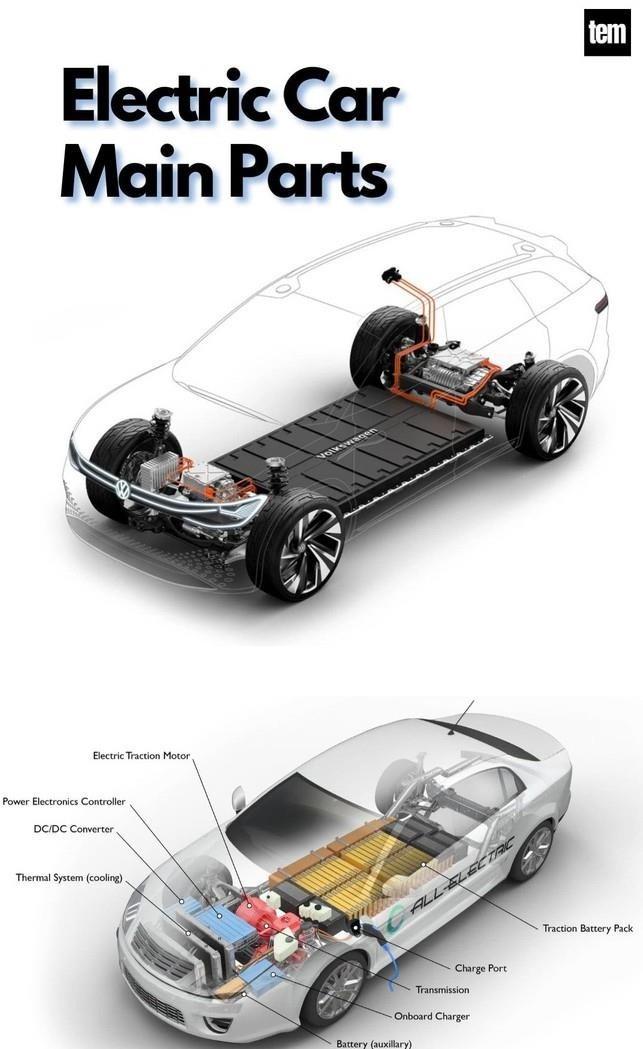 tem
Electric Car
Main Parts
Volkswagen
Electric Traction Motor
Power Electronics Controller
DC/DC Converter
Thermal System (cooling)
ALL-ELECTRIC
Traction Battery Pack
Charge Port
Transmission
Onboard Charger
Battery (auxillary)